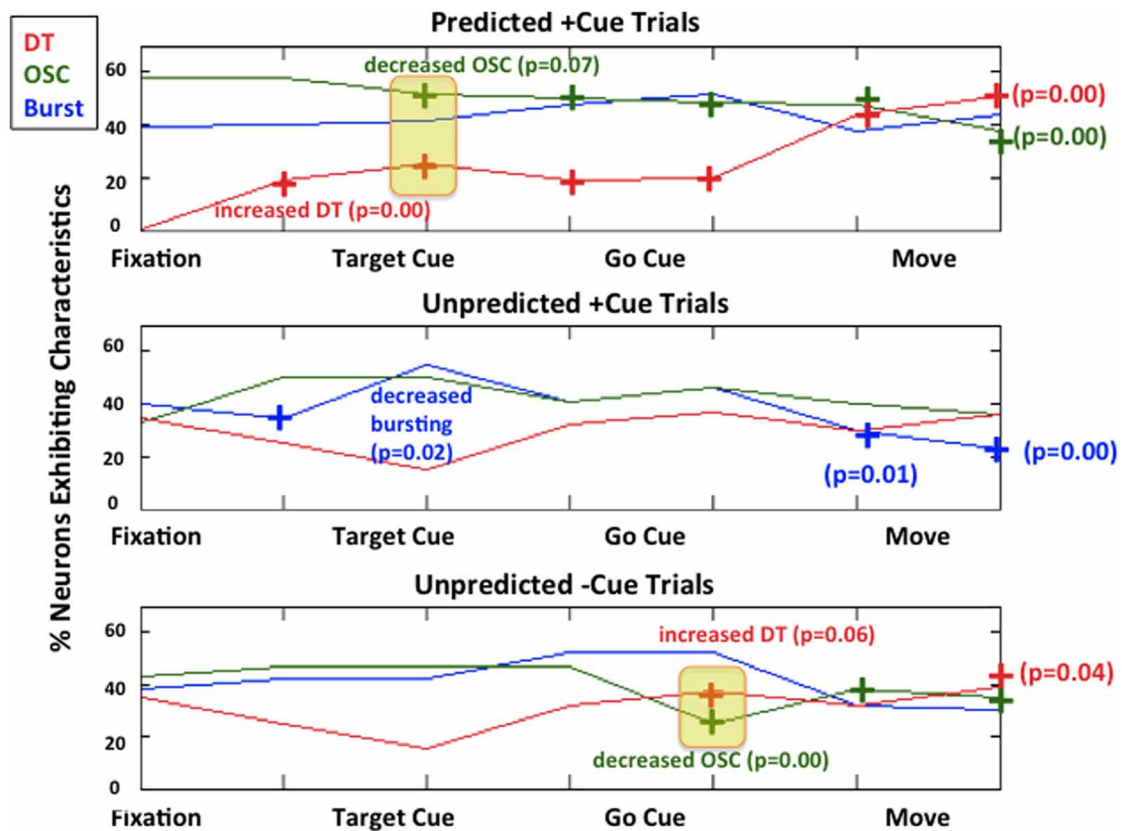 Predicted +Cue Trials
DT
OSC
Burst
% Neurons Exhibiting Characteristics
60
40
20
0
decreased OSC (p=0.07)
increased DT (p=0.00)
(p=0.00)
(p=0.00)
Fixation Target Cue Go Cue Move
Unpredicted +Cue Trials
60
40
20
0
decreased
bursting
(p=0.02)
(p=0.01)
(p=0.00)
Fixation Target Cue Go Cue Move
Unpredicted -Cue Trials
60
40
20
0
increased DT (p=0.06)
(p=0.04)
decreased OSC (p=0.00)
Fixation Target Cue Go Cue Move